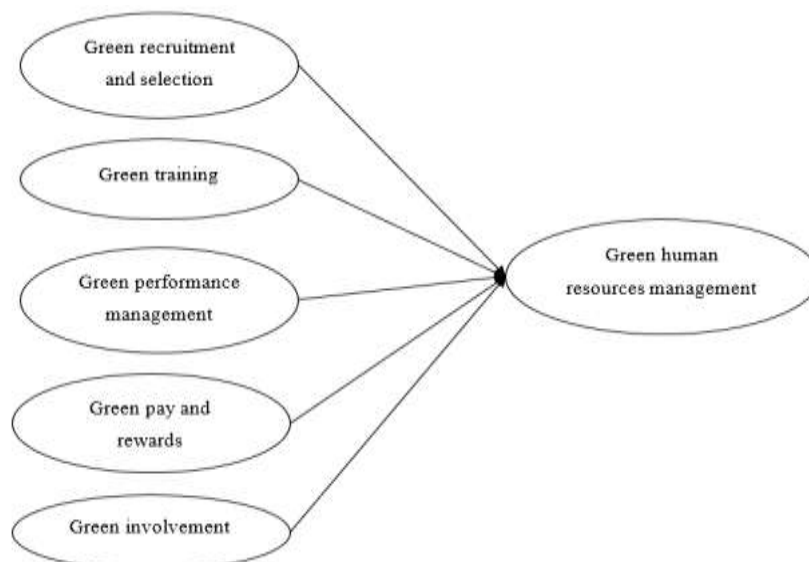 Green recruitment
and selection
Green training
Green performance
management
Green pay and
rewards
Green involvement
Green human
resources management